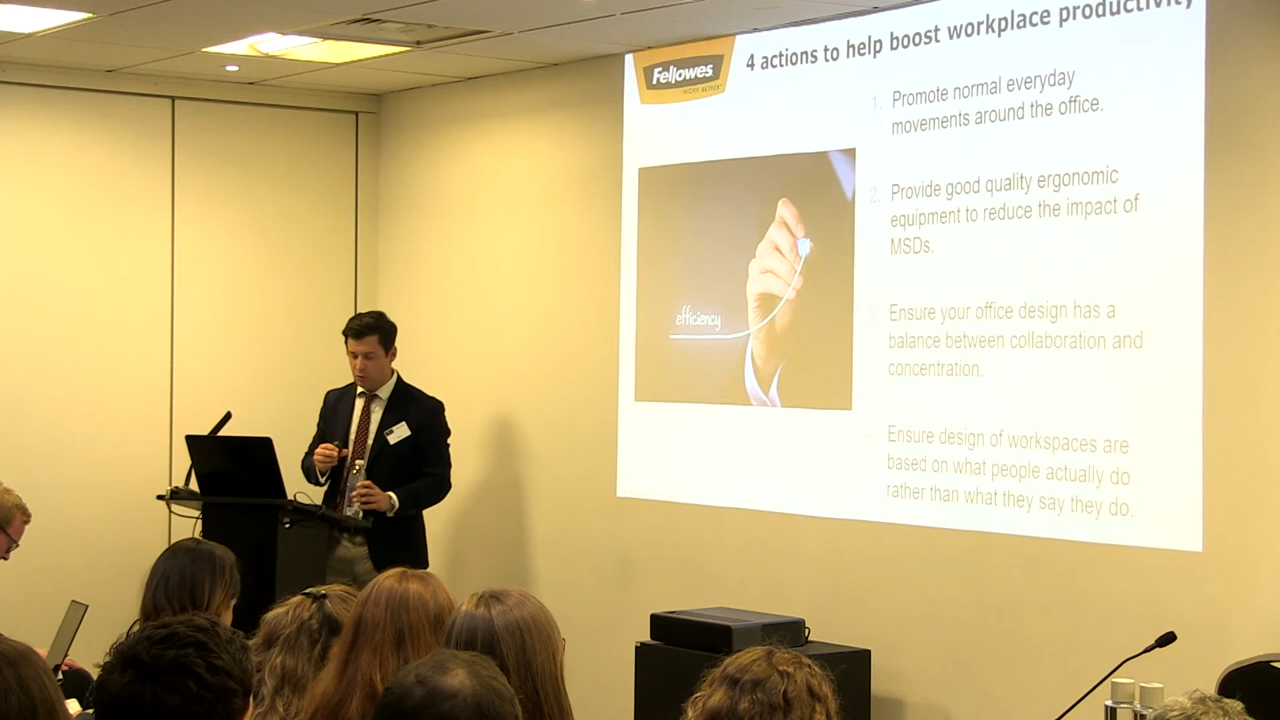 4 actions to help boost workplace productivity
Fellowes
WORK BETTER
1. Promote normal everyday
movements around the office.
2. Provide good quality ergonomic
equipment to reduce the impact of
MSDs.
efficiency
3. Ensure your office design has a
balance between collaboration and
concentration.
Ensure design of workspaces are
based on what people actually do
rather than what they say they do.